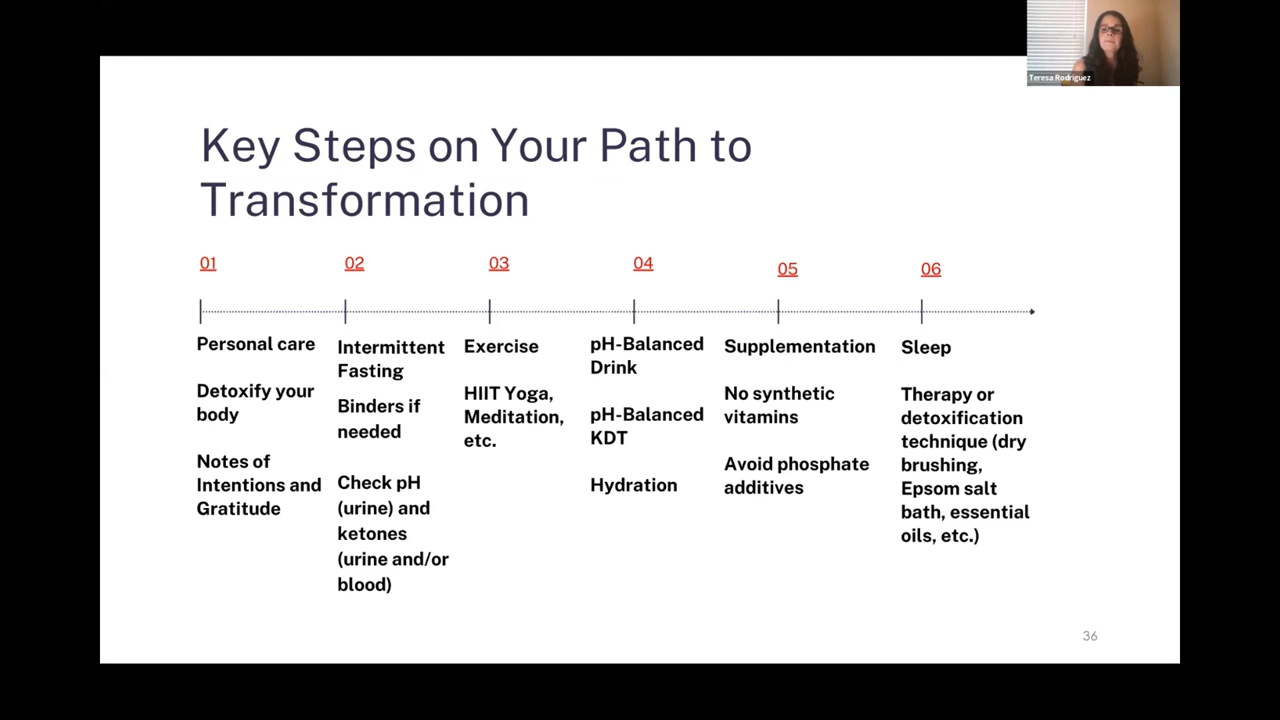 Teresa Rodriguez
Key Steps on Your Path to
Transformation
01
Personal care
Detoxify your
body
Notes of
Intentions and
Gratitude
02
Intermittent
Fasting
Binders if
needed
Check pH
(urine) and
ketones
(urine and/or
blood)
03
Exercise
HIIT Yoga,
Meditation,
etc.
04
pH-Balanced
Drink
pH-Balanced
KDT
Hydration
05
Supplementation
No synthetic
vitamins
Avoid phosphate
additives
06
Sleep
Therapy or
detoxification
technique (dry
brushing,
Epsom salt
bath, essential
oils, etc.)
36